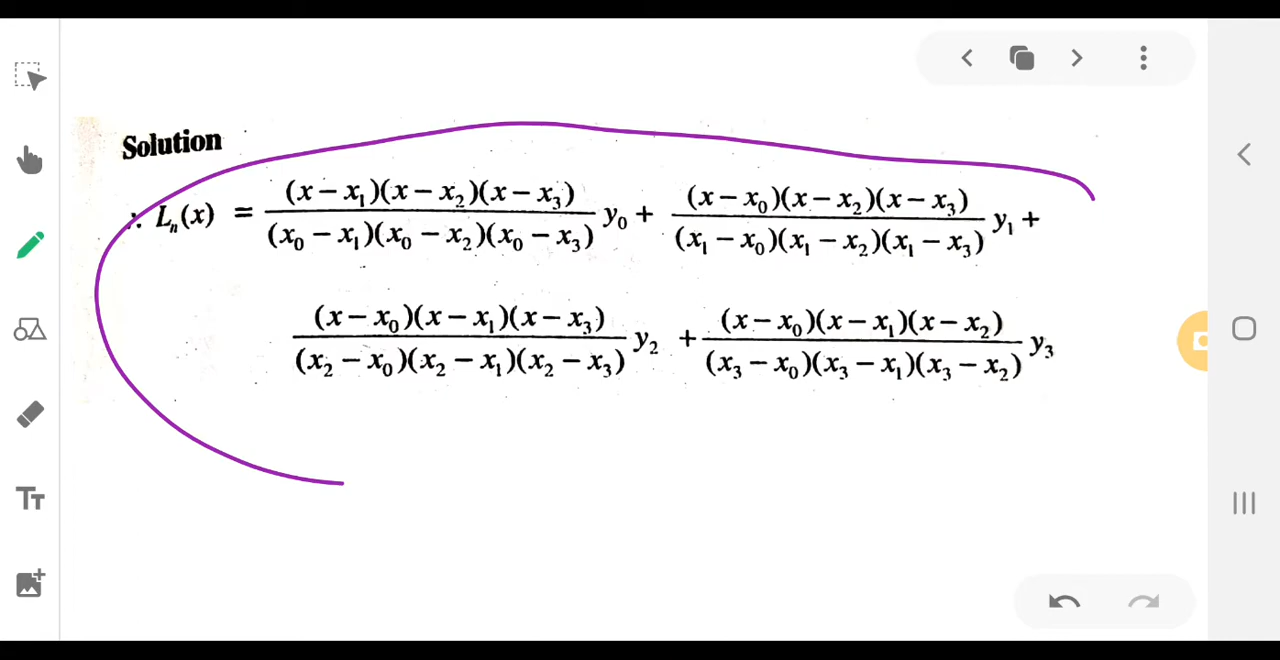 Solution
∴ Lₙ(x) = (x − x₁)(x − x₂)(x − x₃) / (x₀ − x₁)(x₀ − x₂)(x₀ − x₃) y₀ + (x − x₀)(x − x₂)(x − x₃) / (x₁ − x₀)(x₁ − x₂)(x₁ − x₃) y₁ +
(x − x₀)(x − x₁)(x − x₃) / (x₂ − x₀)(x₂ − x₁)(x₂ − x₃) y₂ + (x − x₀)(x − x₁)(x − x₂) / (x₃ − x₀)(x₃ − x₁)(x₃ − x₂) y₃
TT